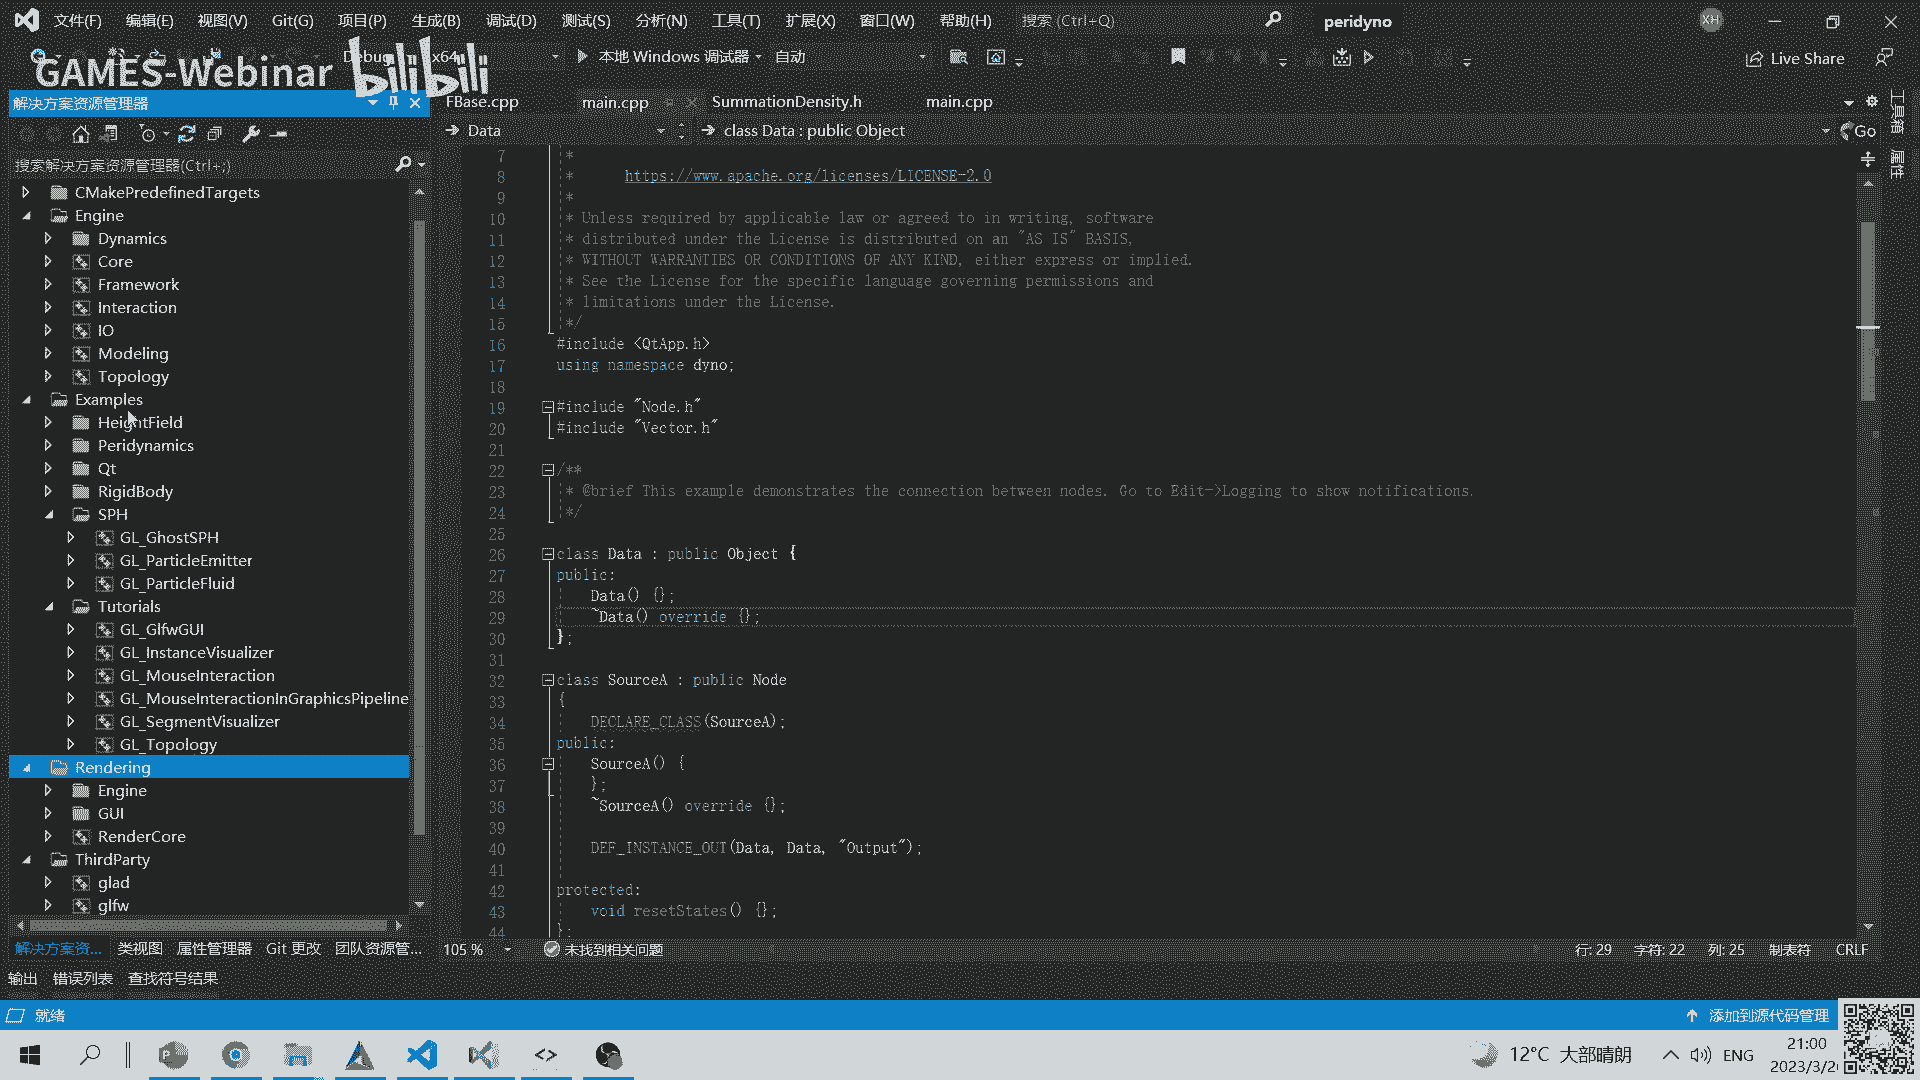 文件(F) 编辑(E) 视图(V) Git(G) 项目(P) 生成(B) 调试(D) 测试(S) 分析(N) 工具(T) 扩展(X) 窗口(W) 帮助(H) 搜索 (Ctrl+Q) peridyno XH
Debug x64 本地 Windows 调试器 自动 Live Share
GAMES-Webinar bilibili
解决方案资源管理器
搜索解决方案资源管理器(Ctrl+;)
CMakePredefinedTargets
Engine
Dynamics
Core
Framework
Interaction
IO
Modeling
Topology
Examples
HeightField
Peridynamics
Qt
RigidBody
SPH
GL_GhostSPH
GL_ParticleEmitter
GL_ParticleFluid
Tutorials
GL_GlfwGUI
GL_InstanceVisualizer
GL_MouseInteraction
GL_MouseInteractionInGraphicsPipeline
GL_SegmentVisualizer
GL_Topology
Rendering
Engine
GUI
RenderCore
ThirdParty
glad
glfw
解决方案资... 类视图 属性管理器 Git 更改 团队资源管...
FBase.cpp main.cpp SummationDensity.h main.cpp
Data class Data : public Object Go
7 *
8 * https://www.apache.org/licenses/LICENSE-2.0
9 *
10 * Unless required by applicable law or agreed to in writing, software
11 * distributed under the License is distributed on an "AS IS" BASIS,
12 * WITHOUT WARRANTIES OR CONDITIONS OF ANY KIND, either express or implied.
13 * See the License for the specific language governing permissions and
14 * limitations under the License.
15 */
16 #include <QtApp.h>
17 using namespace dyno;
18
19 #include "Node.h"
20 #include "Vector.h"
21
22 /**
23 * @brief This example demonstrates the connection between nodes. Go to Edit->Logging to show notifications.
24 */
25
26 class Data : public Object {
27 public:
28 Data() {};
29 ~Data() override {};
30 };
31
32 class SourceA : public Node
33 {
34 DECLARE_CLASS(SourceA);
35 public:
36 SourceA() {
37 };
38 ~SourceA() override {};
39
40 DEF_INSTANCE_OUT(Data, Data, "Output");
41
42 protected:
43 void resetStates() {};
44 };
105 % 未找到相关问题 行: 29 字符: 22 列: 25 制表符 CRLF
工具箱
属性
输出 错误列表 查找符号结果
就绪 添加到源代码管理
12°C 大部晴朗 ENG
21:00
2023/3/2